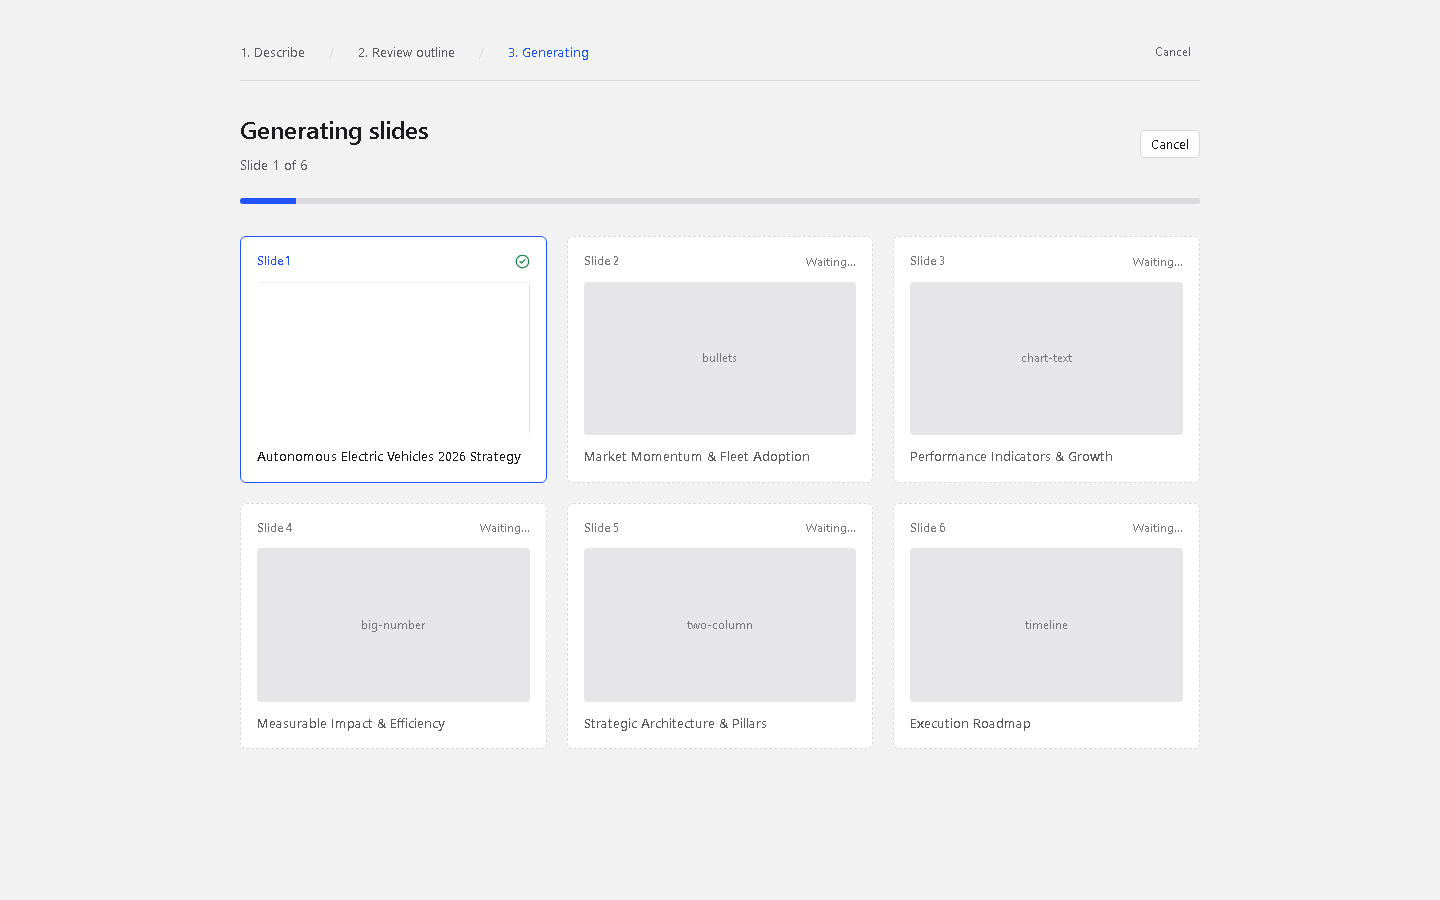 1. Describe / 2. Review outline / 3. Generating Cancel
Generating slides
Cancel
Slide 1 of 6
Slide 1
Slide 2 Waiting...
Slide 3 Waiting...
bullets
chart-text
Autonomous Electric Vehicles 2026 Strategy
Market Momentum & Fleet Adoption
Performance Indicators & Growth
Slide 4 Waiting...
Slide 5 Waiting...
Slide 6 Waiting...
big-number
two-column
timeline
Measurable Impact & Efficiency
Strategic Architecture & Pillars
Execution Roadmap